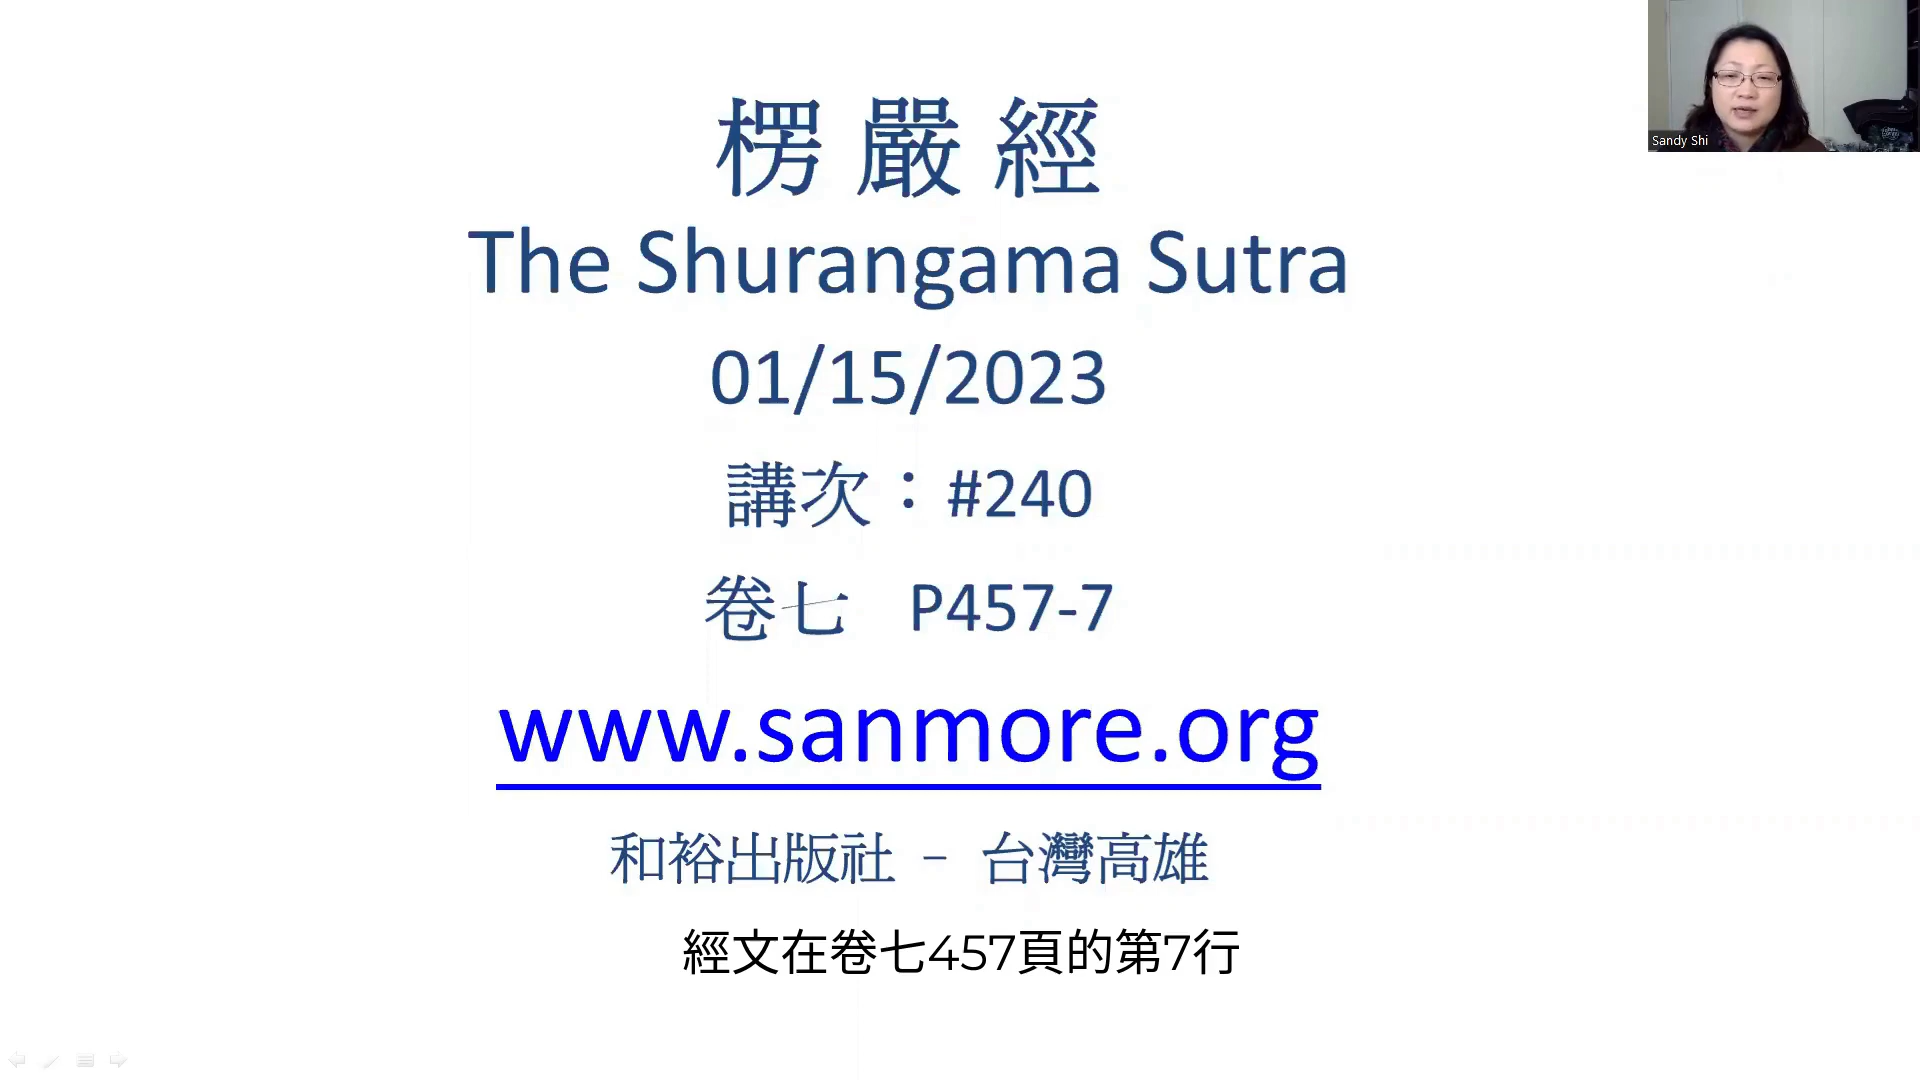 楞嚴經
The Shurangama Sutra
01/15/2023
講次：#240
卷七 P457-7
www.sanmore.org
和裕出版社 - 台灣高雄
經文在卷七457頁的第7行
Sandy Shi